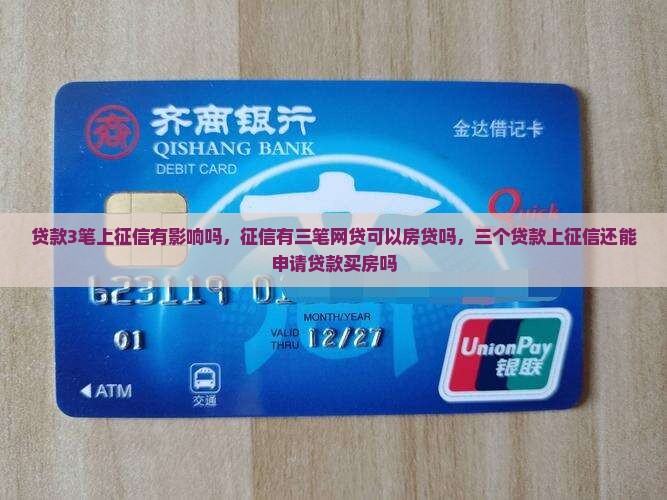 齐商银行
QISHANG BANK
DEBIT CARD
金达借记卡
Quick
贷款3笔上征信有影响吗，征信有三笔网贷可以房贷吗，三个贷款上征信还能
申请贷款买房吗
623119 01
01
MONTH/YEAR
VALID THRU 12/27
ATM
交通
UnionPay
银联